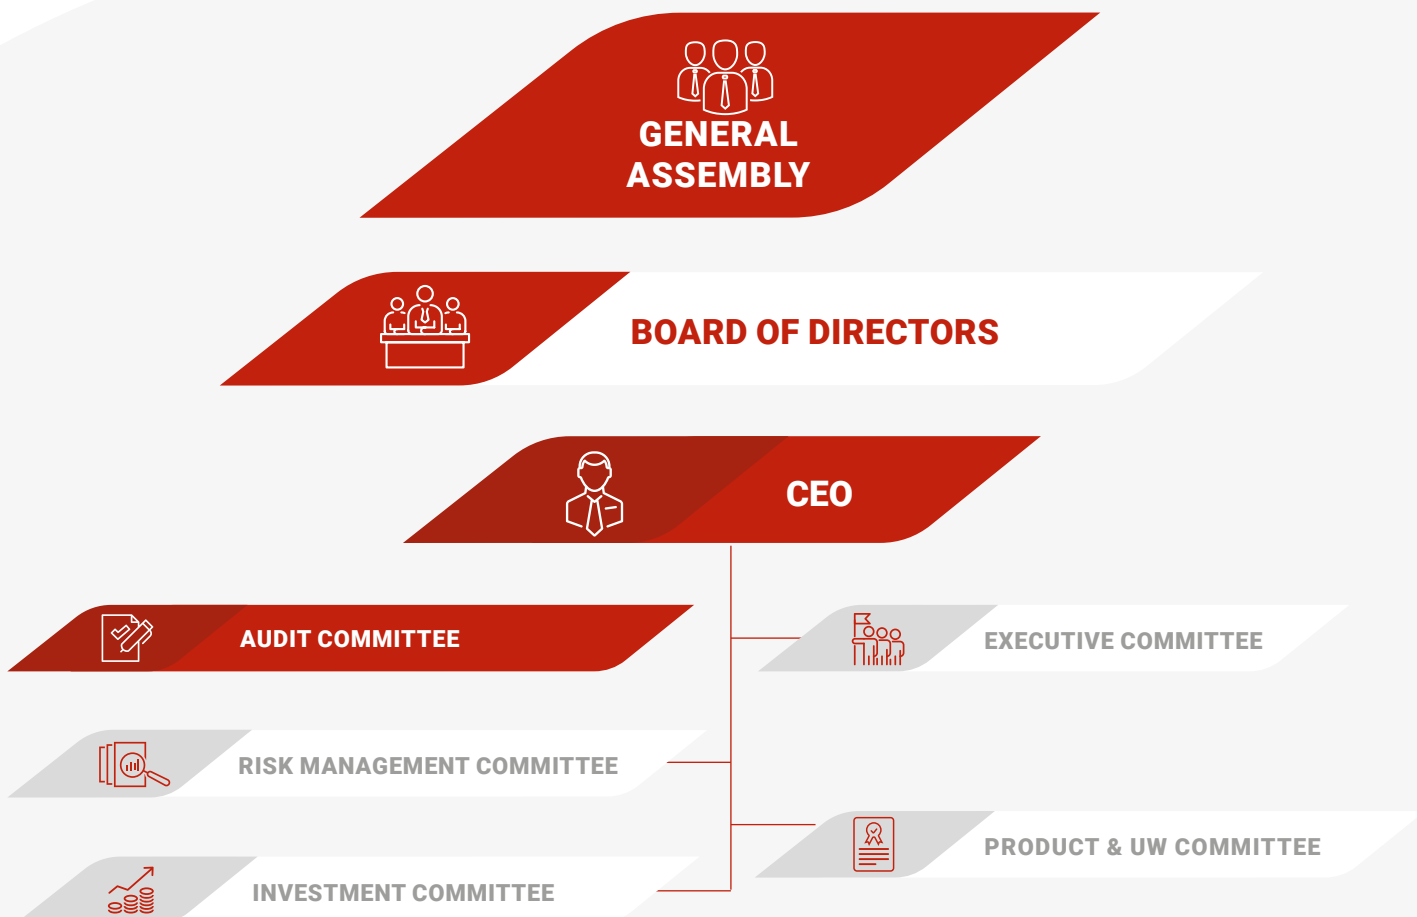 GENERAL
ASSEMBLY
BOARD OF DIRECTORS
CEO
AUDIT COMMITTEE
EXECUTIVE COMMITTEE
RISK MANAGEMENT COMMITTEE
PRODUCT & UW COMMITTEE
INVESTMENT COMMITTEE